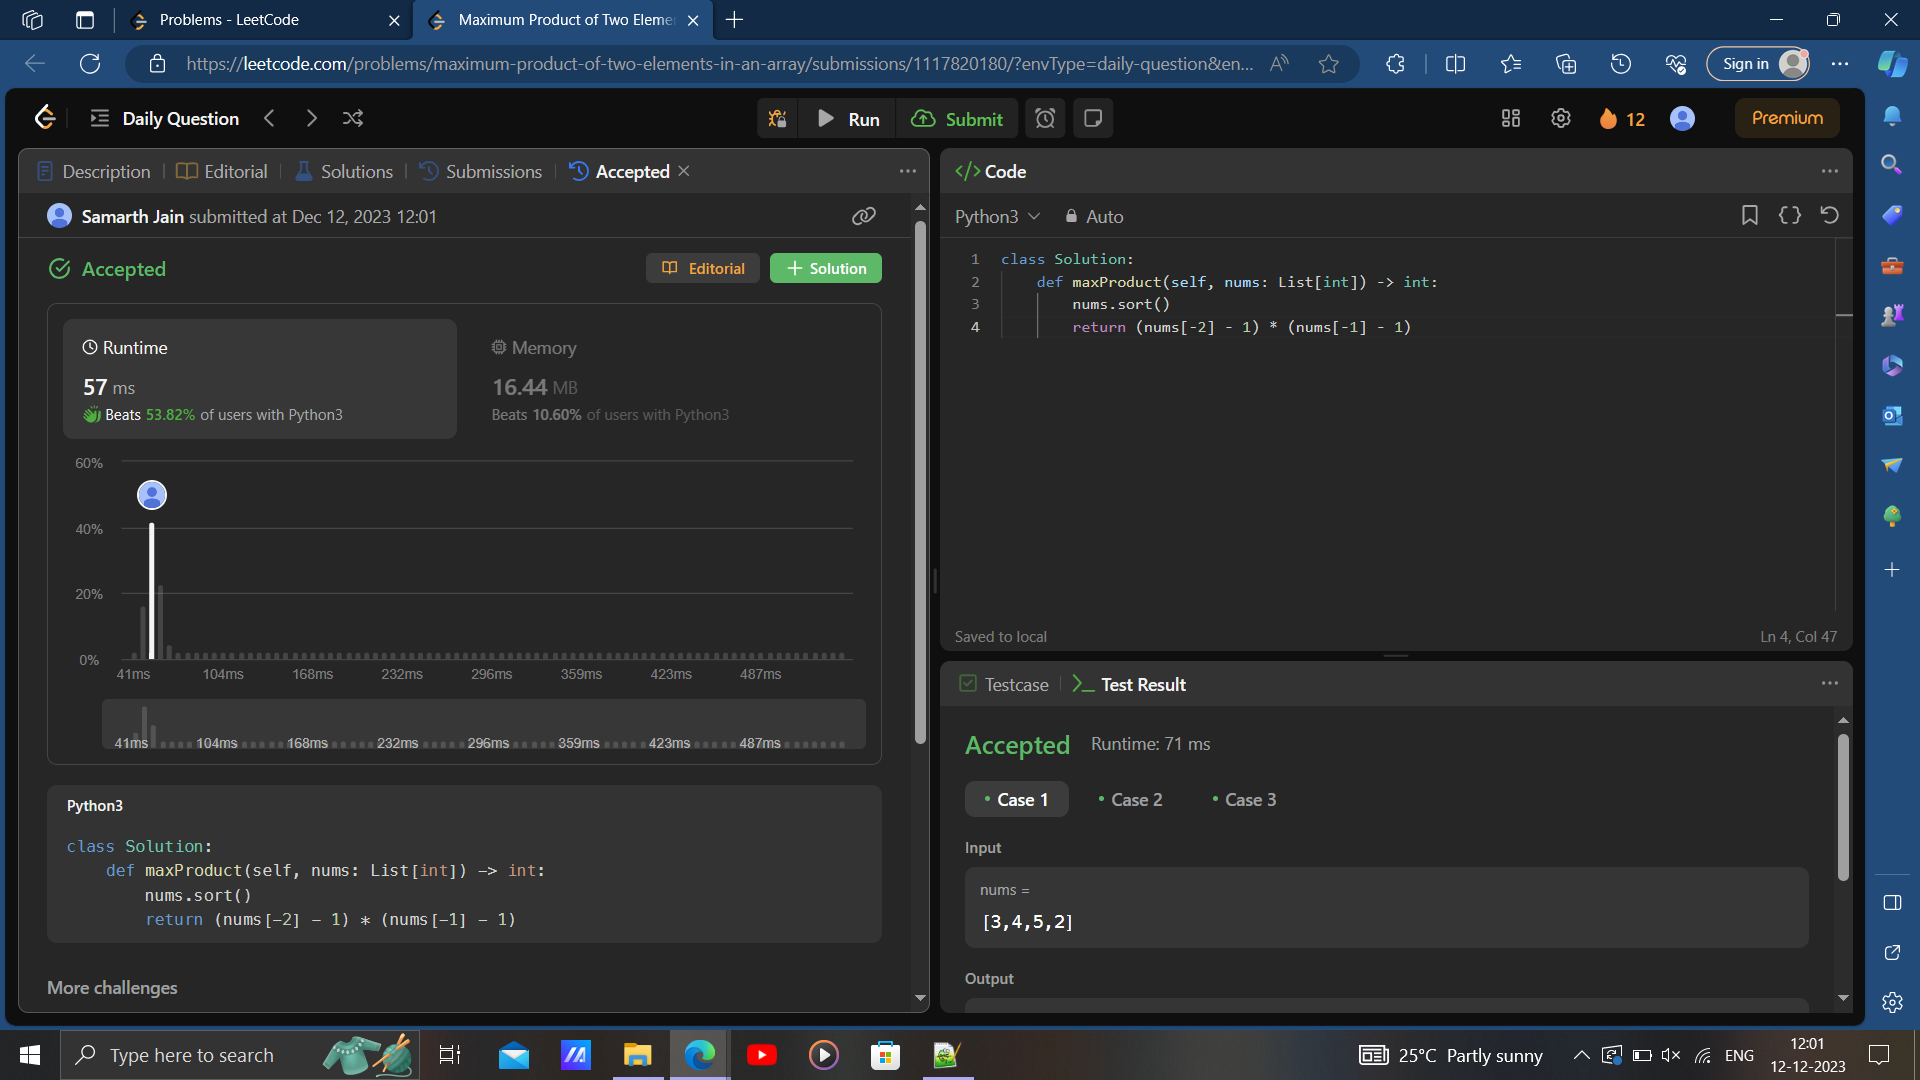 Problems - LeetCode
Maximum Product of Two Eleme
https://leetcode.com/problems/maximum-product-of-two-elements-in-an-array/submissions/1117820180/?envType=daily-question&en...
Sign in
Daily Question
Run
Submit
12
Premium
Description
Editorial
Solutions
Submissions
Accepted
Samarth Jain submitted at Dec 12, 2023 12:01
Accepted
Editorial
+ Solution
Runtime
57 ms
Beats 53.82% of users with Python3
Memory
16.44 MB
Beats 10.60% of users with Python3
60%
40%
20%
0%
41ms 104ms 168ms 232ms 296ms 359ms 423ms 487ms
41ms 104ms 168ms 232ms 296ms 359ms 423ms 487ms
Python3
class Solution:
    def maxProduct(self, nums: List[int]) -> int:
        nums.sort()
        return (nums[-2] - 1) * (nums[-1] - 1)
More challenges
</> Code
Python3
Auto
1 class Solution:
2     def maxProduct(self, nums: List[int]) -> int:
3         nums.sort()
4         return (nums[-2] - 1) * (nums[-1] - 1)
Saved to local
Ln 4, Col 47
Testcase
>_ Test Result
Accepted Runtime: 71 ms
• Case 1 • Case 2 • Case 3
Input
nums =
[3,4,5,2]
Output
Type here to search
25°C Partly sunny
ENG
12:01
12-12-2023